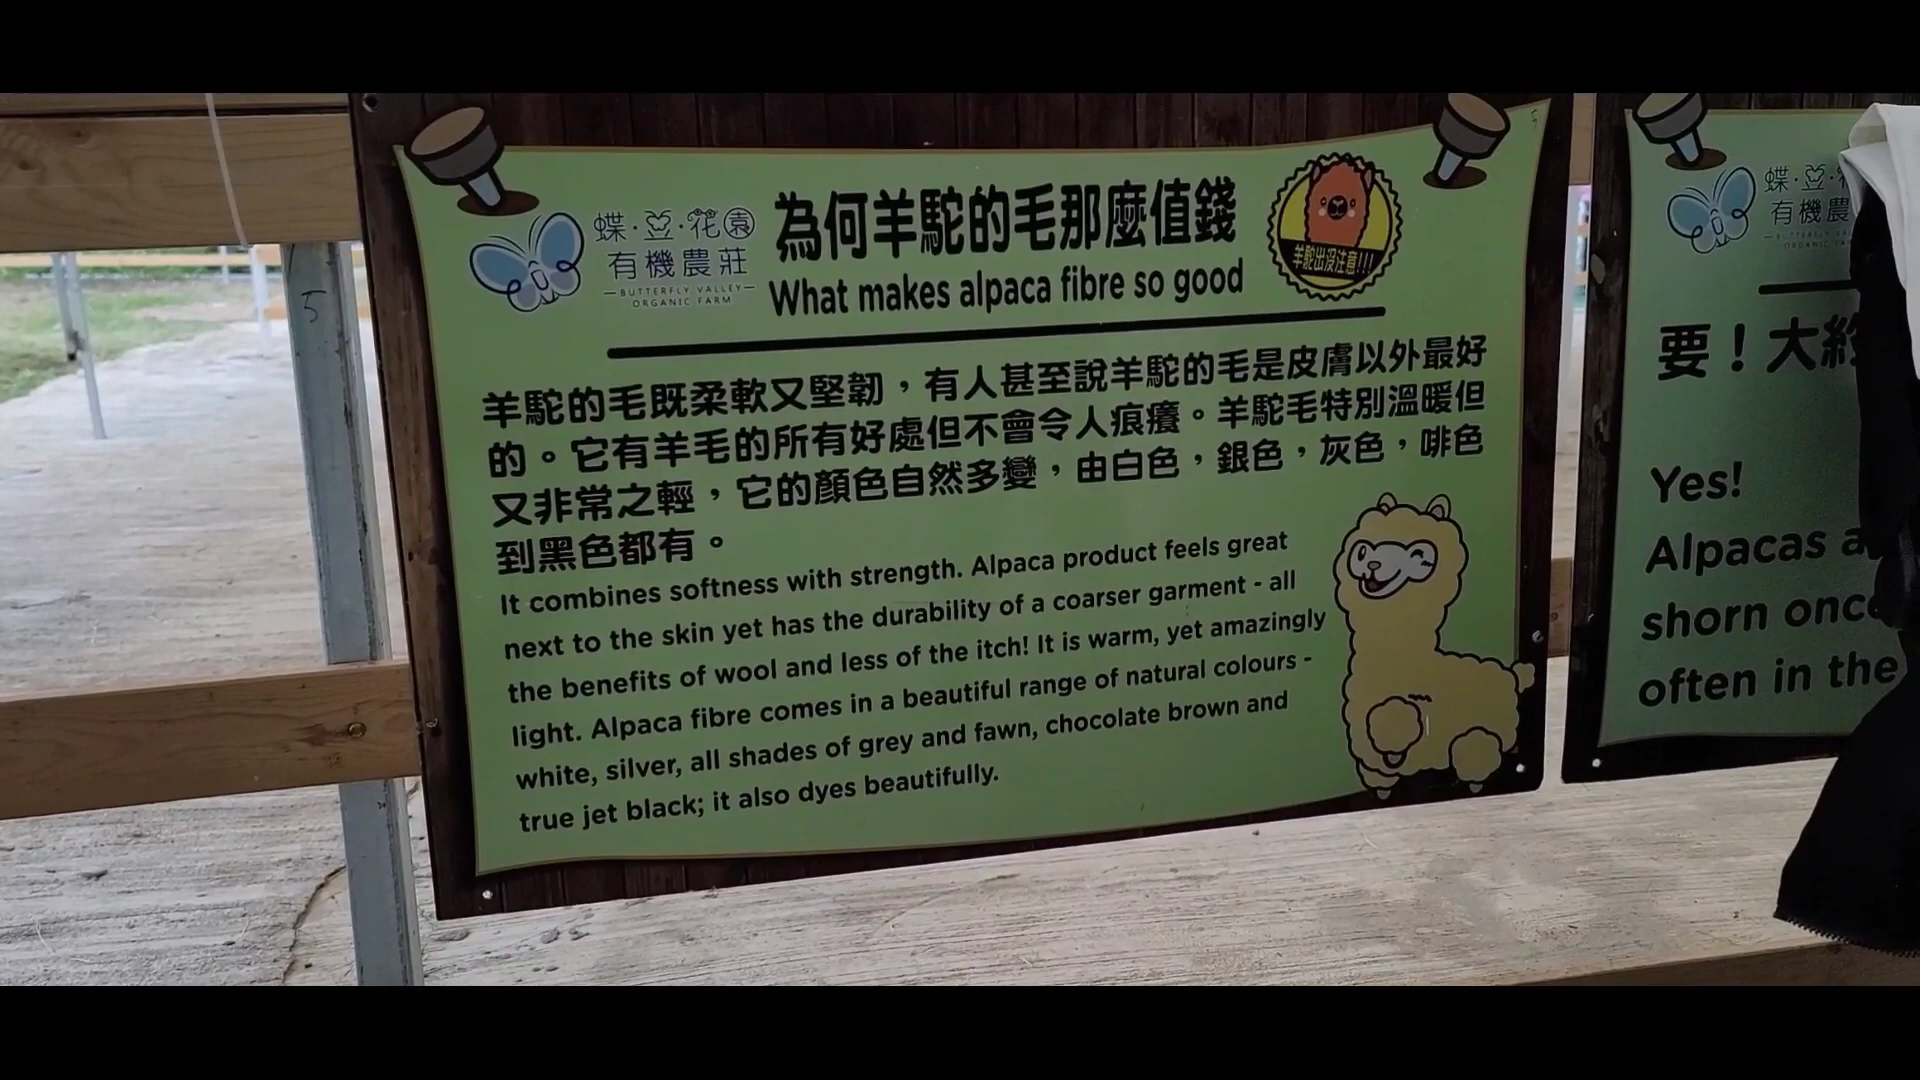 蝶·豆·花園
有機農莊
BUTTERFLY VALLEY
ORGANIC FARM
為何羊駝的毛那麼值錢
What makes alpaca fibre so good
羊駝出沒注意!!!
羊駝的毛既柔軟又堅韌，有人甚至說羊駝的毛是皮膚以外最好
的。它有羊毛的所有好處但不會令人痕癢。羊駝毛特別溫暖但
又非常之輕，它的顏色自然多變，由白色，銀色，灰色，啡色
到黑色都有。
It combines softness with strength. Alpaca product feels great
next to the skin yet has the durability of a coarser garment - all
the benefits of wool and less of the itch! It is warm, yet amazingly
light. Alpaca fibre comes in a beautiful range of natural colours -
white, silver, all shades of grey and fawn, chocolate brown and
true jet black; it also dyes beautifully.
5
5
蝶·豆·
有機農
ORGANIC
要！大約
Yes!
Alpacas
shorn once
often in the